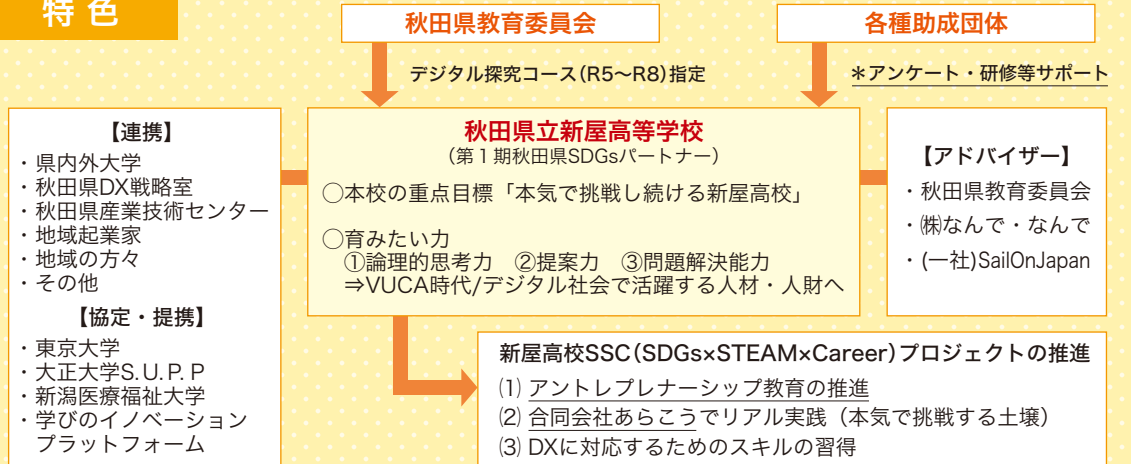 特色
秋田県教育委員会
各種助成団体
デジタル探究コース(R5〜R8)指定
＊アンケート・研修等サポート
【連携】
・県内外大学
・秋田県DX戦略室
・秋田県産業技術センター
・地域起業家
・地域の方々
・その他
【協定・提携】
・東京大学
・大正大学S.U.P.P
・新潟医療福祉大学
・学びのイノベーション
プラットフォーム
秋田県立新屋高等学校
（第１期秋田県SDGsパートナー）
○本校の重点目標「本気で挑戦し続ける新屋高校」
○育みたい力
①論理的思考力　②提案力　③問題解決能力
⇒VUCA時代/デジタル社会で活躍する人材・人財へ
【アドバイザー】
・秋田県教育委員会
・㈱なんで・なんで
・(一社)SailOnJapan
新屋高校SSC(SDGs×STEAM×Career)プロジェクトの推進
⑴ アントレプレナーシップ教育の推進
⑵ 合同会社あらこうでリアル実践（本気で挑戦する土壌）
⑶ DXに対応するためのスキルの習得